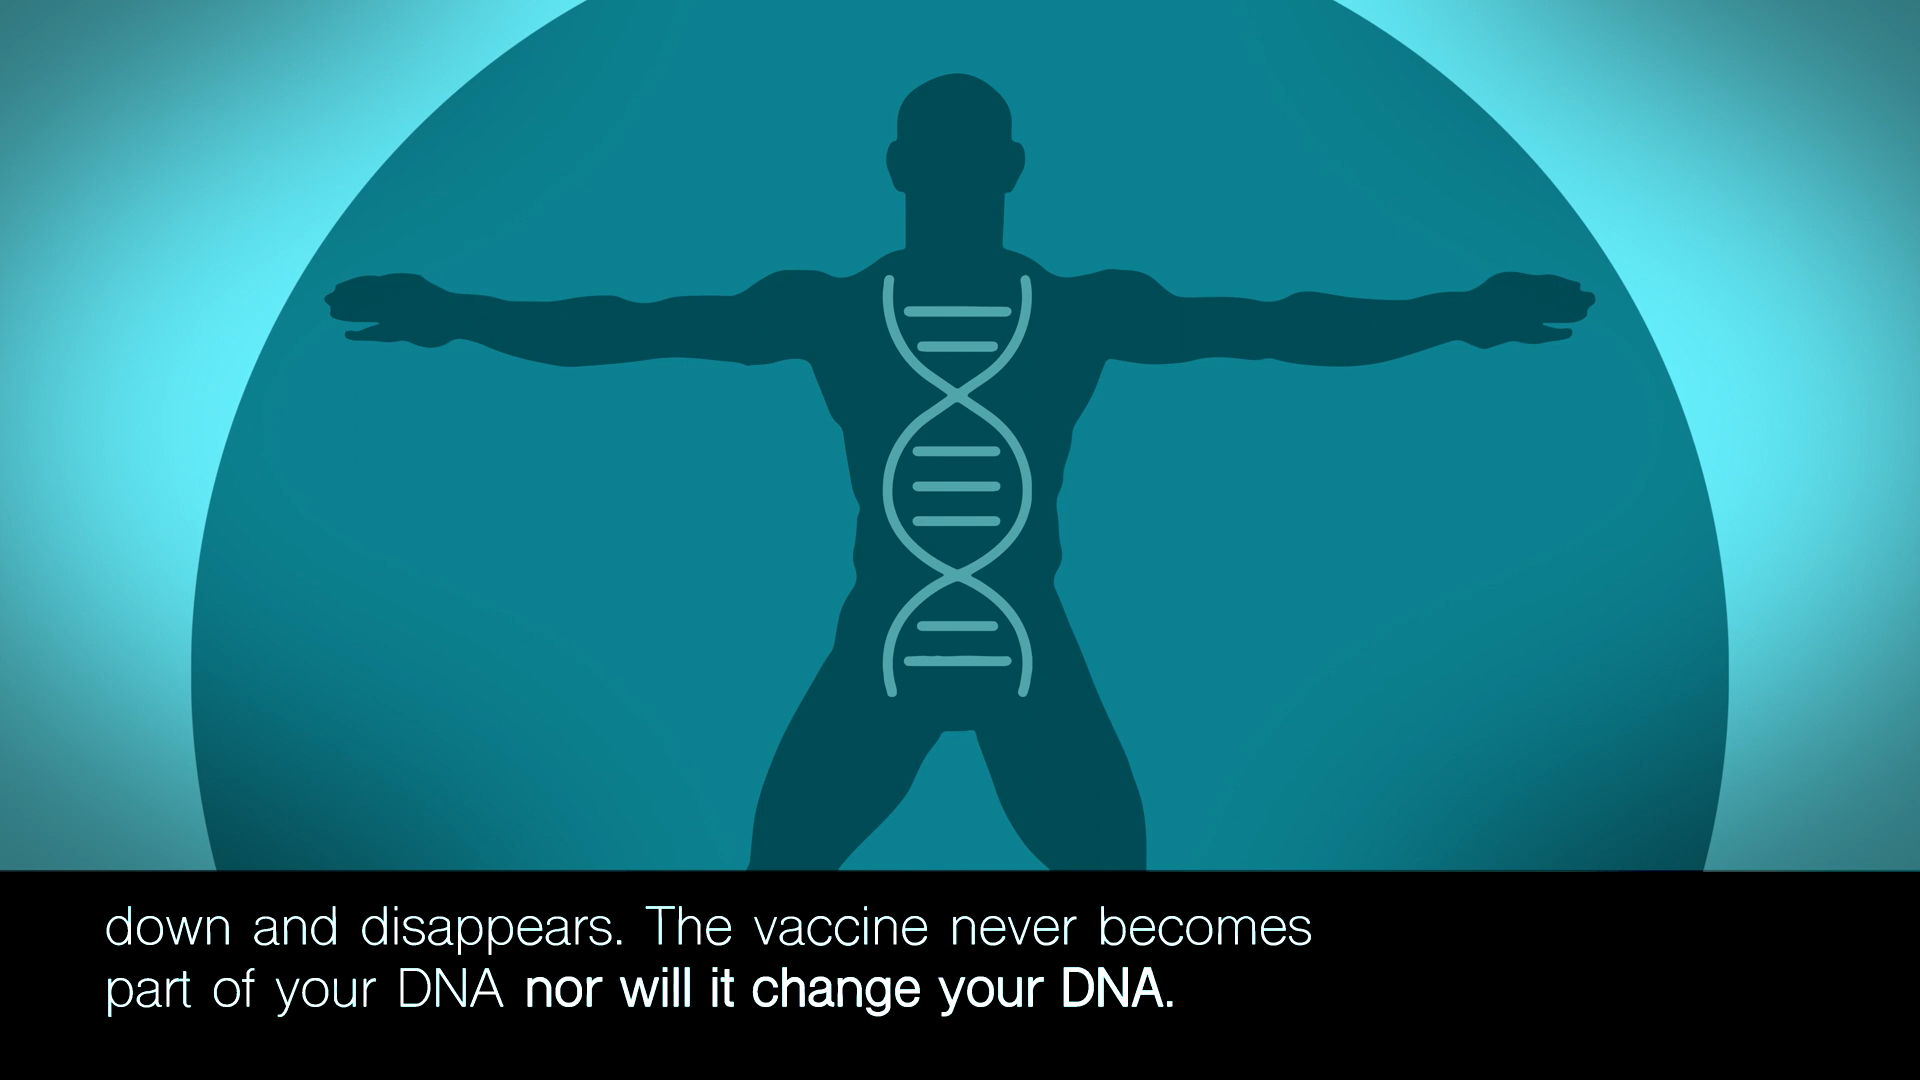 down and disappears. The vaccine never becomes
part of your DNA nor will it change your DNA.